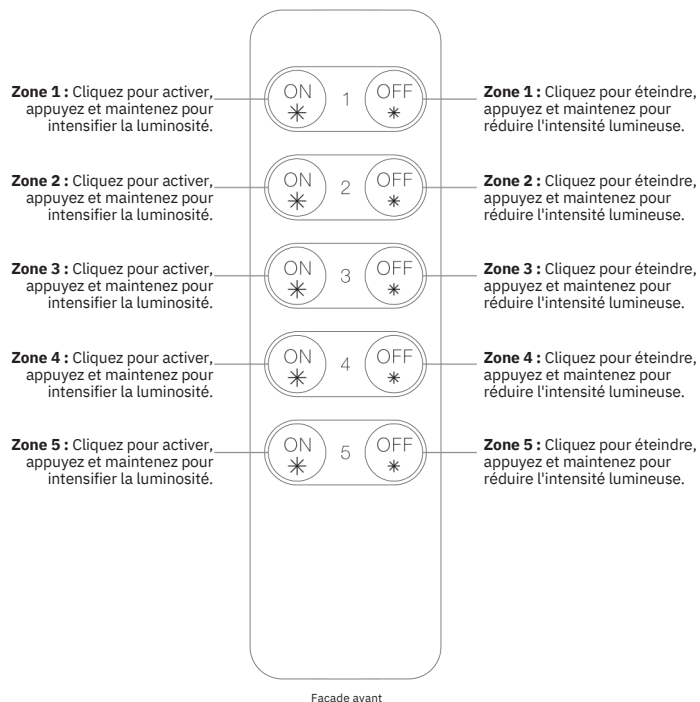 Zone 1 : Cliquez pour activer,
appuyez et maintenez pour
intensifier la luminosité.
ON
1
OFF
Zone 1 : Cliquez pour éteindre,
appuyez et maintenez pour
réduire l'intensité lumineuse.
Zone 2 : Cliquez pour activer,
appuyez et maintenez pour
intensifier la luminosité.
ON
2
OFF
Zone 2 : Cliquez pour éteindre,
appuyez et maintenez pour
réduire l'intensité lumineuse.
Zone 3 : Cliquez pour activer,
appuyez et maintenez pour
intensifier la luminosité.
ON
3
OFF
Zone 3 : Cliquez pour éteindre,
appuyez et maintenez pour
réduire l'intensité lumineuse.
Zone 4 : Cliquez pour activer,
appuyez et maintenez pour
intensifier la luminosité.
ON
4
OFF
Zone 4 : Cliquez pour éteindre,
appuyez et maintenez pour
réduire l'intensité lumineuse.
Zone 5 : Cliquez pour activer,
appuyez et maintenez pour
intensifier la luminosité.
ON
5
OFF
Zone 5 : Cliquez pour éteindre,
appuyez et maintenez pour
réduire l'intensité lumineuse.
Facade avant